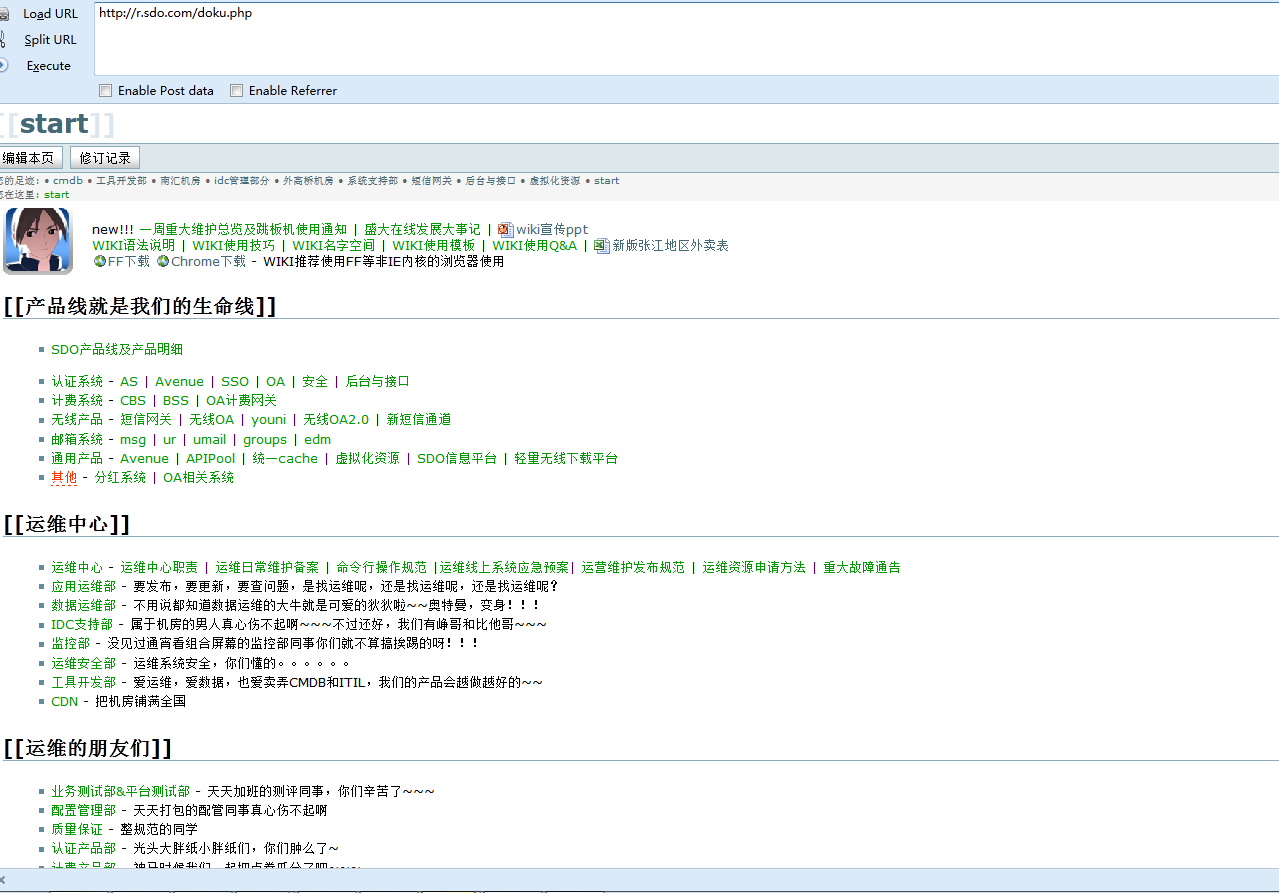 Load URL http://r.sdo.com/doku.php
Split URL
Execute
Enable Post data Enable Referrer
[[start]]
编辑本页 修订记录
的足迹: • cmdb • 工具开发部 • 南汇机房 • idc管理部分 • 外高桥机房 • 系统支持部 • 短信网关 • 后台与接口 • 虚拟化资源 • start
在这里: start
new!!! 一周重大维护总览及跳板机使用通知 | 盛大在线发展大事记 | wiki宣传ppt
WIKI语法说明 | WIKI使用技巧 | WIKI名字空间 | WIKI使用模板 | WIKI使用Q&A | 新版张江地区外卖表
FF下载 Chrome下载 - WIKI推荐使用FF等非IE内核的浏览器使用
[[产品线就是我们的生命线]]
SDO产品线及产品明细
认证系统 - AS | Avenue | SSO | OA | 安全 | 后台与接口
计费系统 - CBS | BSS | OA计费网关
无线产品 - 短信网关 | 无线OA | youni | 无线OA2.0 | 新短信通道
邮箱系统 - msg | ur | umail | groups | edm
通用产品 - Avenue | APIPool | 统一cache | 虚拟化资源 | SDO信息平台 | 轻量无线下载平台
其他 - 分红系统 | OA相关系统
[[运维中心]]
运维中心 - 运维中心职责 | 运维日常维护备案 | 命令行操作规范 |运维线上系统应急预案| 运营维护发布规范 | 运维资源申请方法 | 重大故障通告
应用运维部 - 要发布，要更新，要查问题，是找运维呢，还是找运维呢，还是找运维呢？
数据运维部 - 不用说都知道数据运维的大牛就是可爱的狄狄啦~~奥特曼，变身！！！
IDC支持部 - 属于机房的男人真心伤不起啊~~~不过还好，我们有峥哥和比他哥~~~
监控部 - 没见过通宵看组合屏幕的监控部同事你们就不算搞挨踢的呀！！！
运维安全部 - 运维系统安全，你们懂的。。。。。。
工具开发部 - 爱运维，爱数据，也爱卖弄CMDB和ITIL，我们的产品会越做越好的~~
CDN - 把机房铺满全国
[[运维的朋友们]]
业务测试部&平台测试部 - 天天加班的测评同事，你们辛苦了~~~
配置管理部 - 天天打包的配管同事真心伤不起啊
质量保证 - 整规范的同学
认证产品部 - 光头大胖纸小胖纸们，你们肿么了~